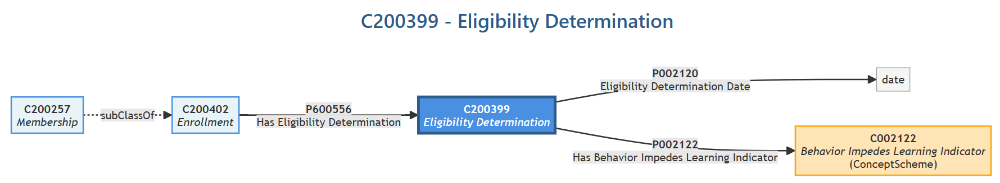 C200399 - Eligibility Determination
C200257
Membership
subClassOf
C200402
Enrollment
P600556
Has Eligibility Determination
C200399
Eligibility Determination
P002120
Eligibility Determination Date
date
P002122
Has Behavior Impedes Learning Indicator
C002122
Behavior Impedes Learning Indicator
(ConceptScheme)